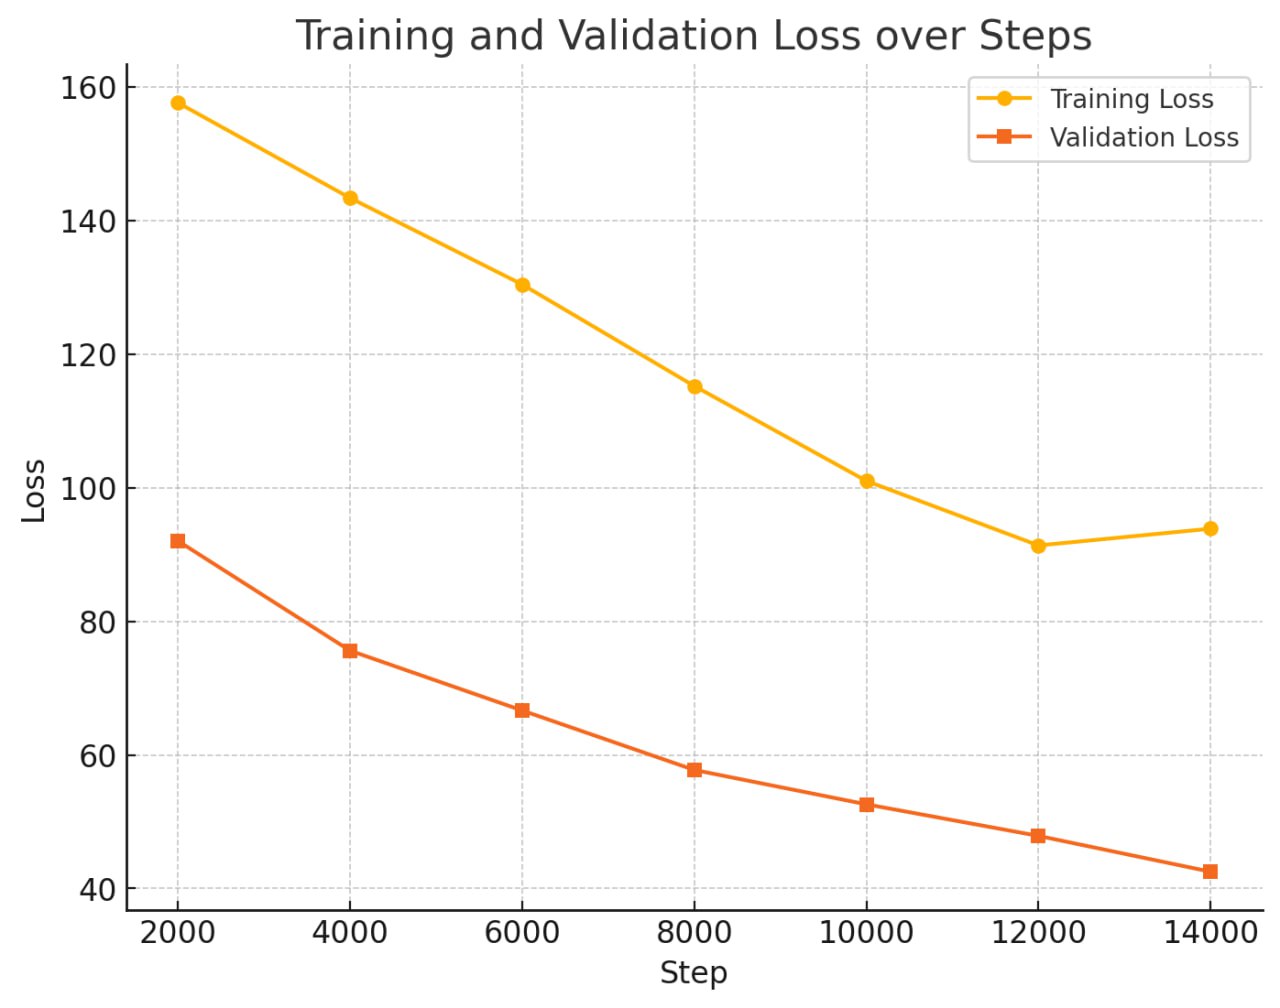 Training and Validation Loss over Steps
Training Loss
Validation Loss
Loss
160
140
120
100
80
60
40
2000 4000 6000 8000 10000 12000 14000
Step